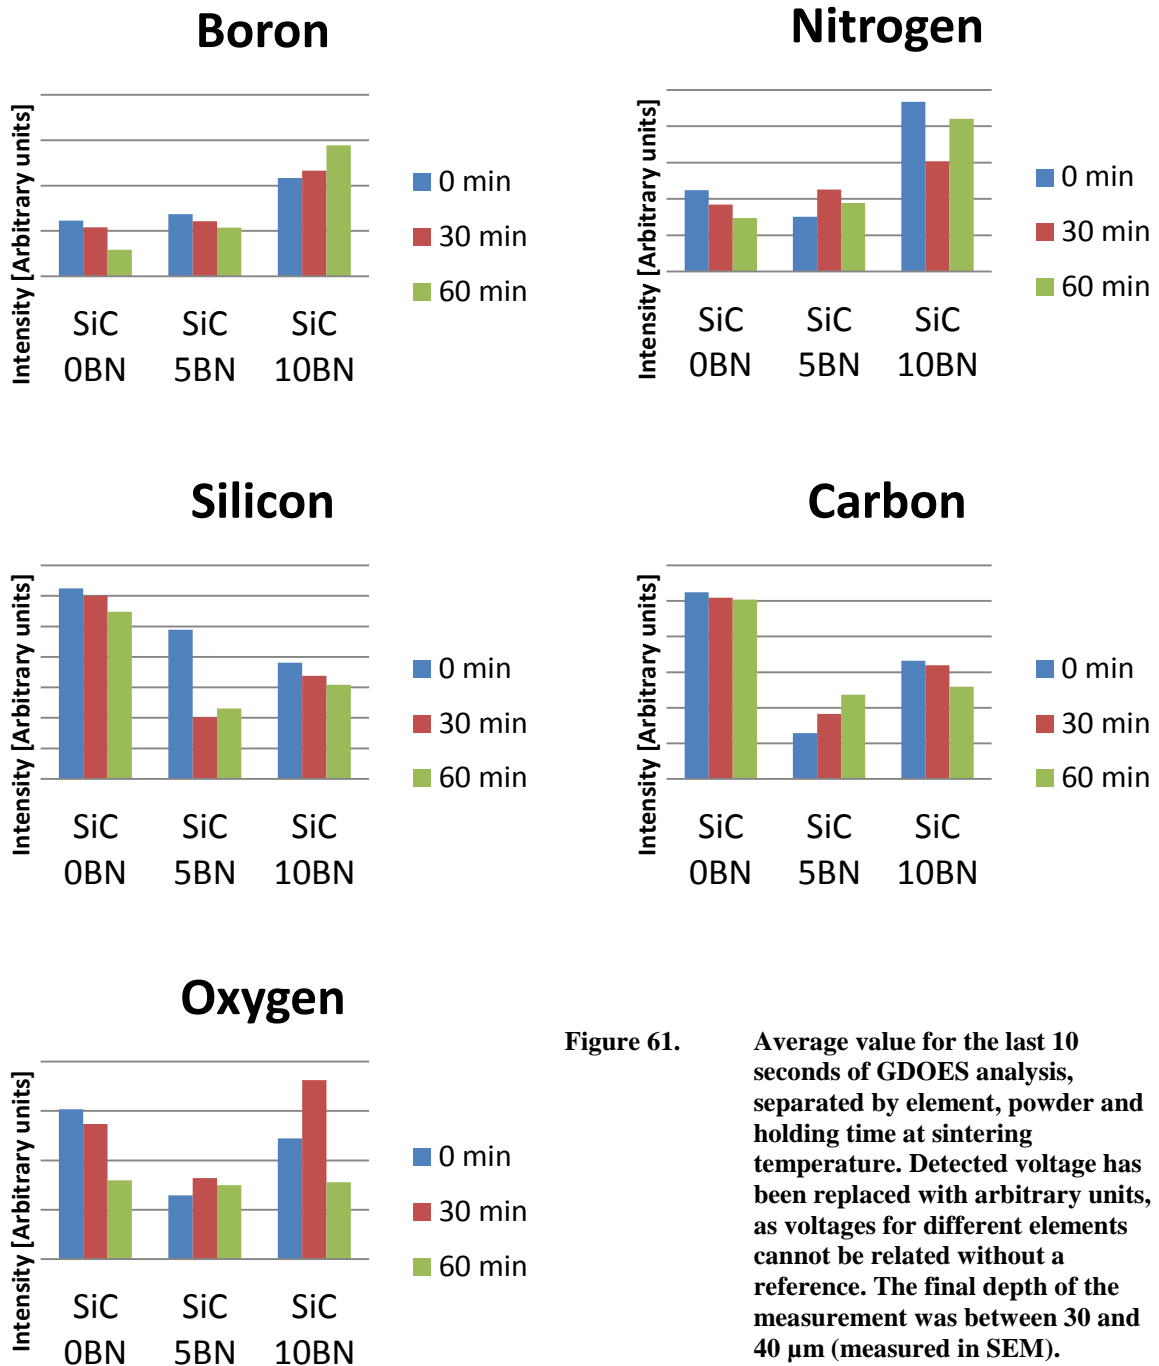 Boron
Intensity [Arbitrary units]
0 min
30 min
60 min
SiC SiC SiC
0BN 5BN 10BN
Nitrogen
Intensity [Arbitrary units]
0 min
30 min
60 min
SiC SiC SiC
0BN 5BN 10BN
Silicon
Intensity [Arbitrary units]
0 min
30 min
60 min
SiC SiC SiC
0BN 5BN 10BN
Carbon
Intensity [Arbitrary units]
0 min
30 min
60 min
SiC SiC SiC
0BN 5BN 10BN
Oxygen
Intensity [Arbitrary units]
0 min
30 min
60 min
SiC SiC SiC
0BN 5BN 10BN
Figure 61. Average value for the last 10
seconds of GDOES analysis,
separated by element, powder and
holding time at sintering
temperature. Detected voltage has
been replaced with arbitrary units,
as voltages for different elements
cannot be related without a
reference. The final depth of the
measurement was between 30 and
40 µm (measured in SEM).